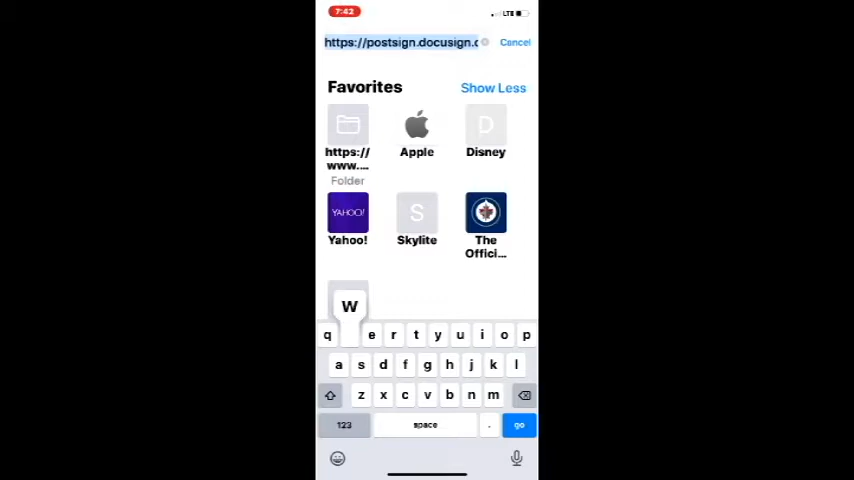 7:42
LTE
https://postsign.docusign.c
Cancel
Favorites
Show Less
https://
www....
Folder
Apple
D
Disney
YAHOO!
Yahoo!
S
Skylite
The
Offici...
W
q e r t y u i o p
a s d f g h j k l
z x c v b n m
123 space . go